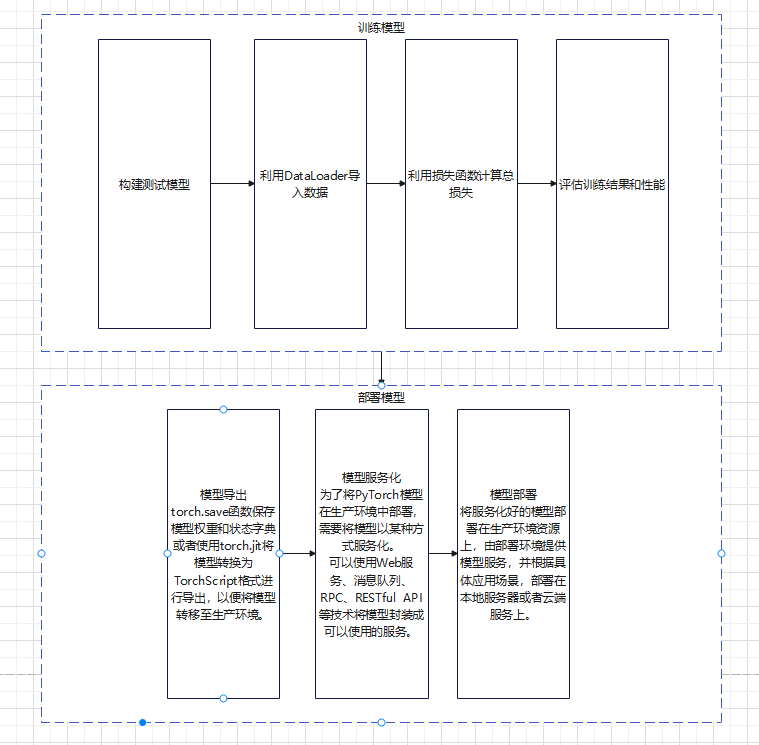 训练模型
构建测试模型
利用DataLoader导
入数据
利用损失函数计算总
损失
评估训练结果和性能
部署模型
模型导出
torch.save函数保存
模型权重和状态字典
或者使用torch.jit将
模型转换为
TorchScript格式进
行导出，以便将模型
转移至生产环境。
模型服务化
为了将PyTorch模型
在生产环境中部署，
需要将模型以某种方
式服务化。
可以使用Web服
务、消息队列、
RPC、RESTful API
等技术将模型封装成
可以使用的服务。
模型部署
将服务化好的模型部
署在生产环境资源
上，由部署环境提供
模型服务，并根据具
体应用场景，部署在
本地服务器或者云端
服务上。